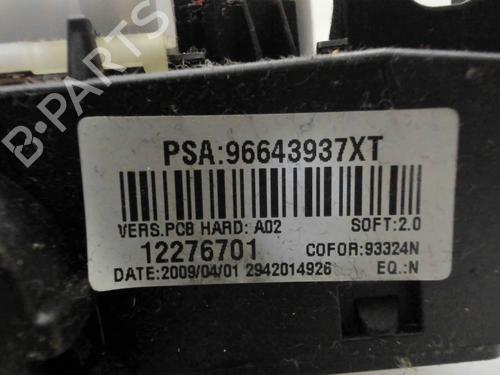 B-PARTS
PSA:96643937XT
VERS.PCB HARD: A02 SOFT:2.0
12276701 COFOR:93324N
DATE:2009/04/01 2942014926 EQ.:N